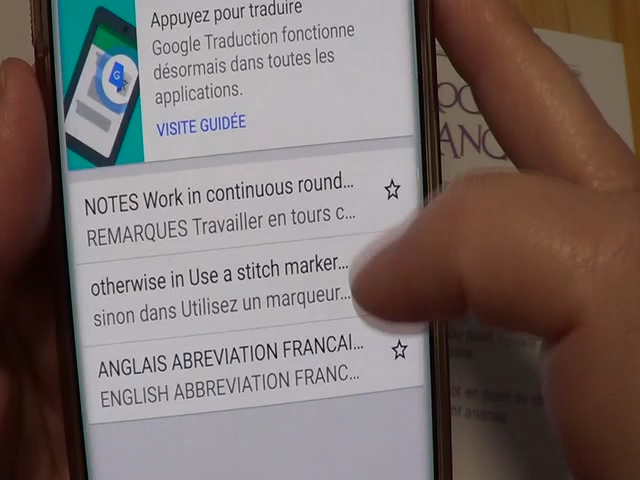 Appuyez pour traduire
Google Traduction fonctionne
désormais dans toutes les
applications.
VISITE GUIDÉE
NOTES Work in continuous round...
REMARQUES Travailler en tours c...
otherwise in Use a stitch marker...
sinon dans Utilisez un marqueur...
ANGLAIS ABREVIATION FRANCAI...
ENGLISH ABBREVIATION FRANC...